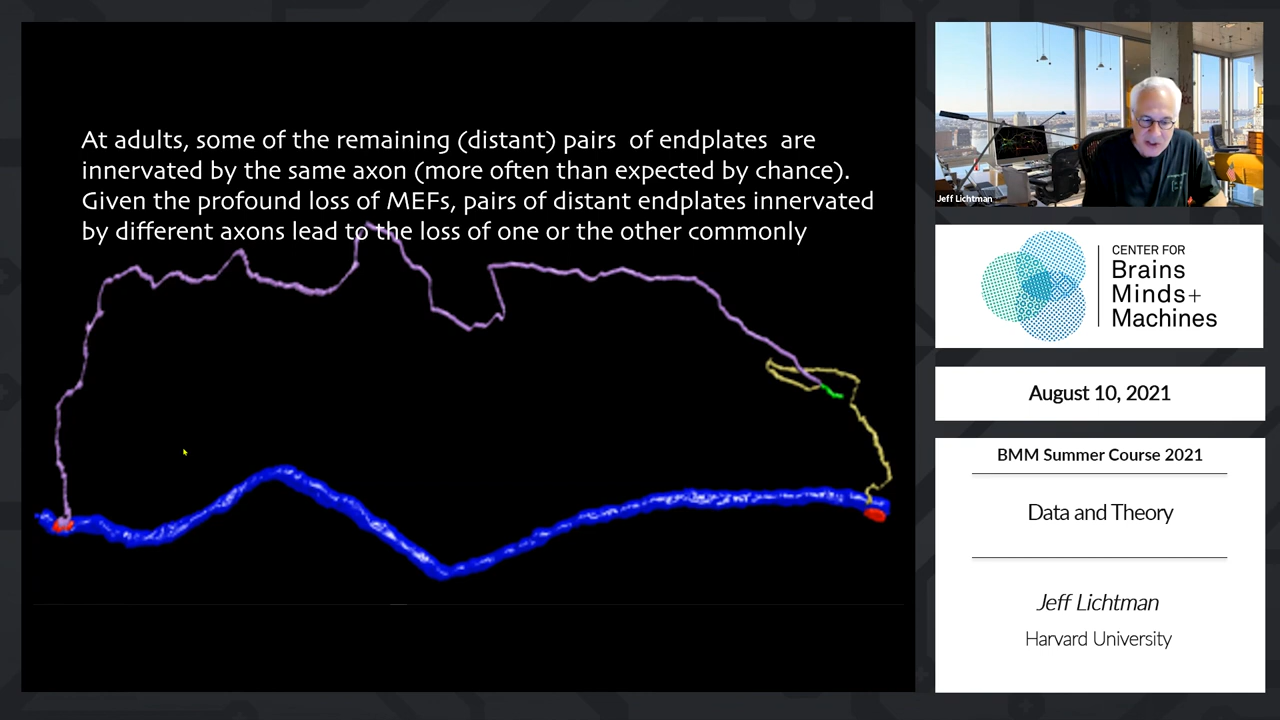 At adults, some of the remaining (distant) pairs of endplates are
innervated by the same axon (more often than expected by chance).
Given the profound loss of MEFs, pairs of distant endplates innervated
by different axons lead to the loss of one or the other commonly
Jeff Lichtman
CENTER FOR
Brains
Minds+
Machines
August 10, 2021
BMM Summer Course 2021
Data and Theory
Jeff Lichtman
Harvard University